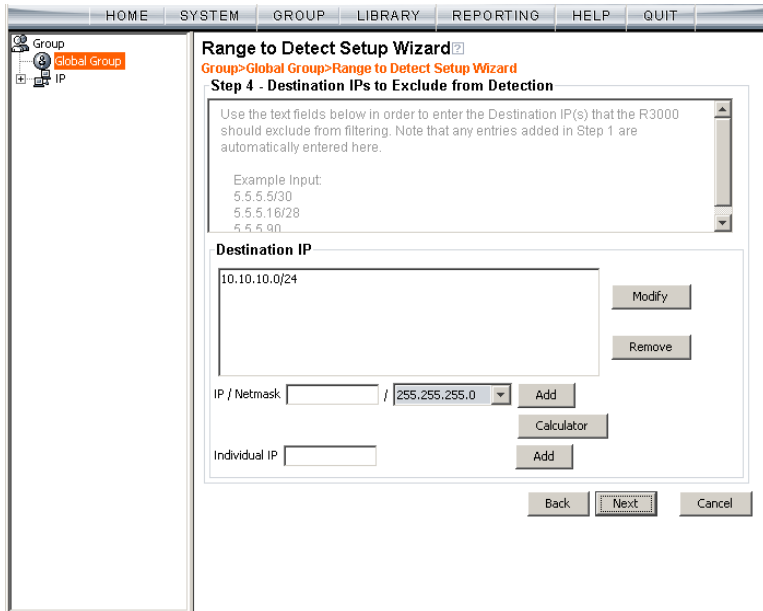 HOME SYSTEM GROUP LIBRARY REPORTING HELP QUIT
Group
Global Group
IP
Range to Detect Setup Wizard
Group>Global Group>Range to Detect Setup Wizard
Step 4 - Destination IPs to Exclude from Detection
Use the text fields below in order to enter the Destination IP(s) that the R3000
should exclude from filtering. Note that any entries added in Step 1 are
automatically entered here.
Example Input:
5.5.5.5/30
5.5.5.16/28
5.5.5.90
Destination IP
10.10.10.0/24
Modify
Remove
IP / Netmask / 255.255.255.0 Add
Calculator
Individual IP Add
Back Next Cancel